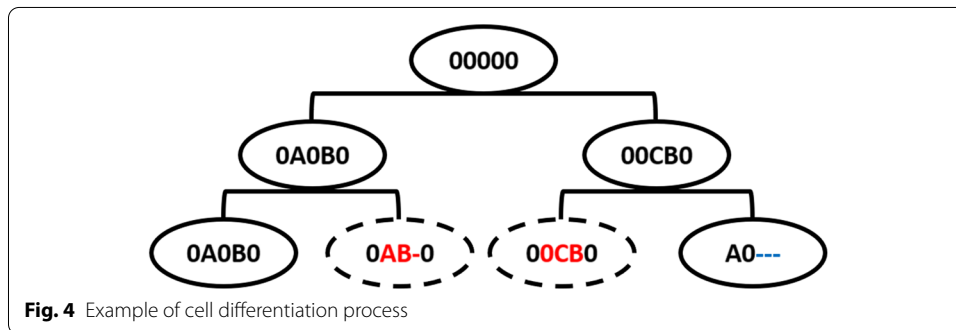 00000
0A0B0 00CB0
0A0B0 0AB-0 00CB0 A0---
Fig. 4 Example of cell differentiation process